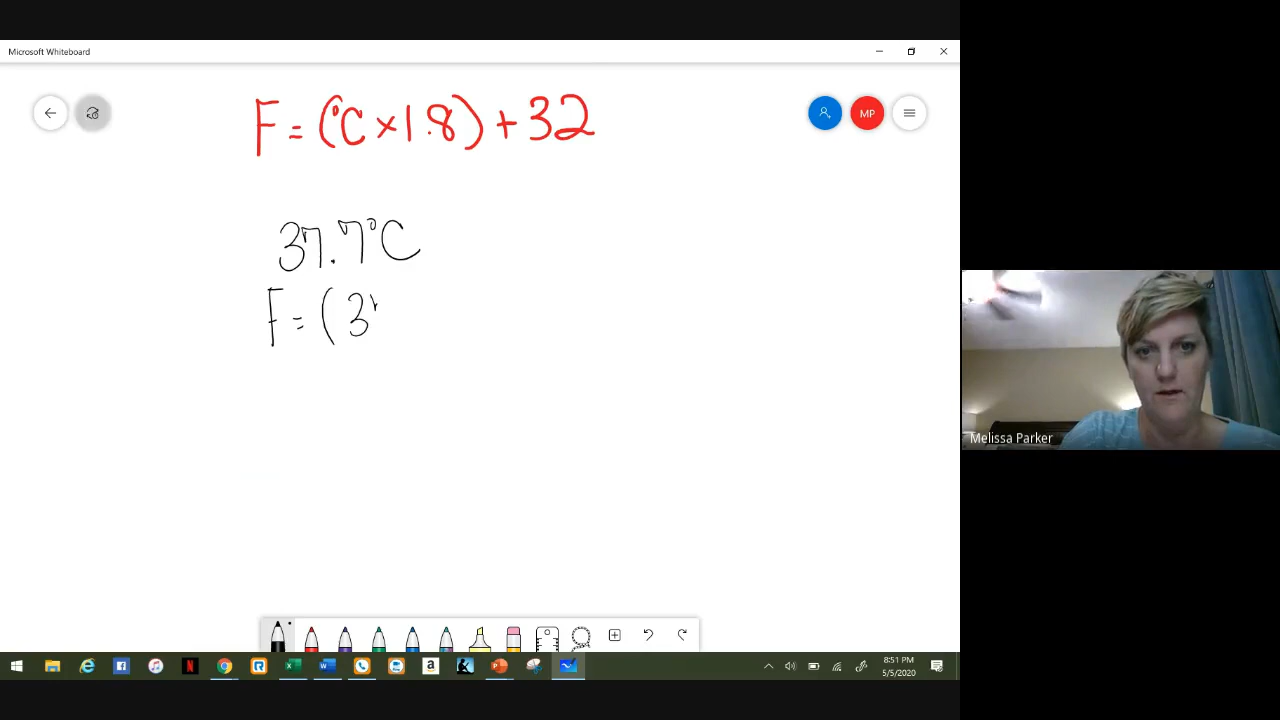 Microsoft Whiteboard
F = (°C × 1.8) + 32
MP
37.7°C
F = ( 3
Melissa Parker
8:51 PM
5/5/2020